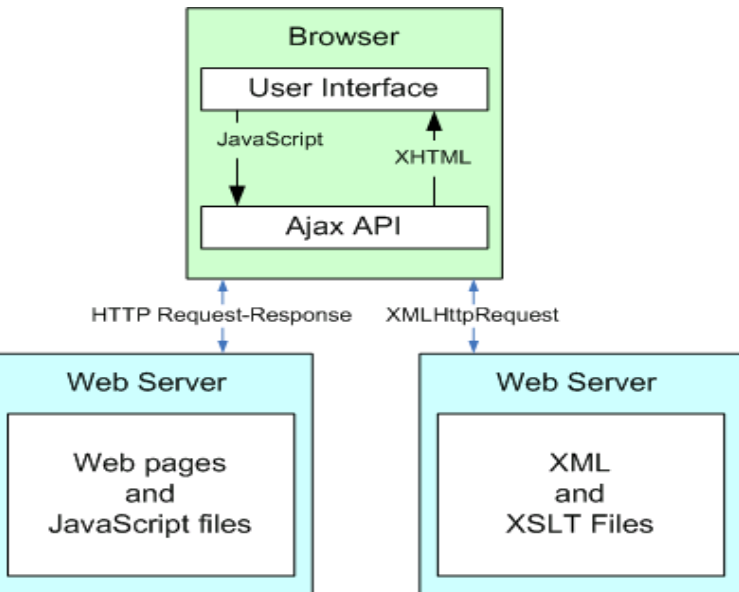 Browser
User Interface
JavaScript
XHTML
Ajax API
HTTP Request-Response
XMLHttpRequest
Web Server
Web pages
and
JavaScript files
Web Server
XML
and
XSLT Files